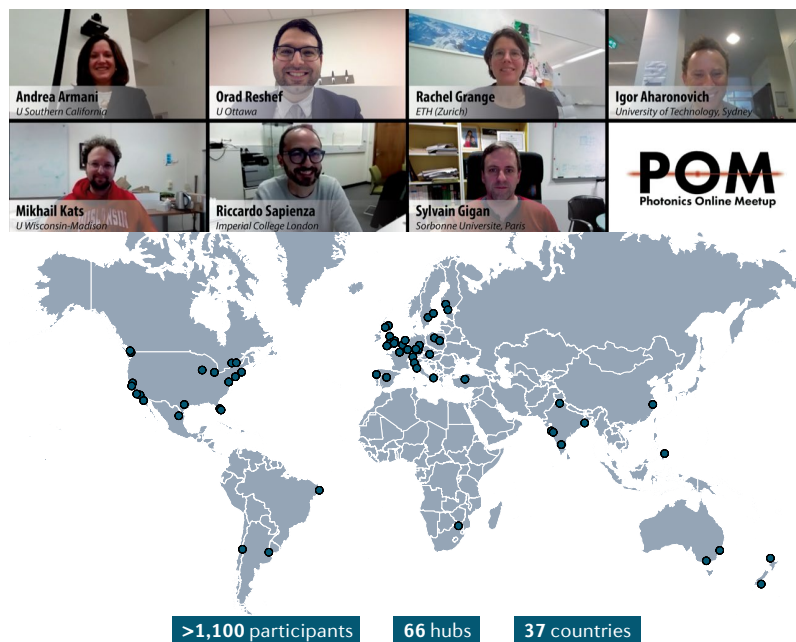 Andrea Armani
U Southern California
Orad Reshef
U Ottawa
Rachel Grange
ETH (Zurich)
Igor Aharonovich
University of Technology, Sydney
Mikhail Kats
U Wisconsin-Madison
Riccardo Sapienza
Imperial College London
Sylvain Gigan
Sorbonne Universite, Paris
POM
Photonics Online Meetup
>1,100 participants
66 hubs
37 countries